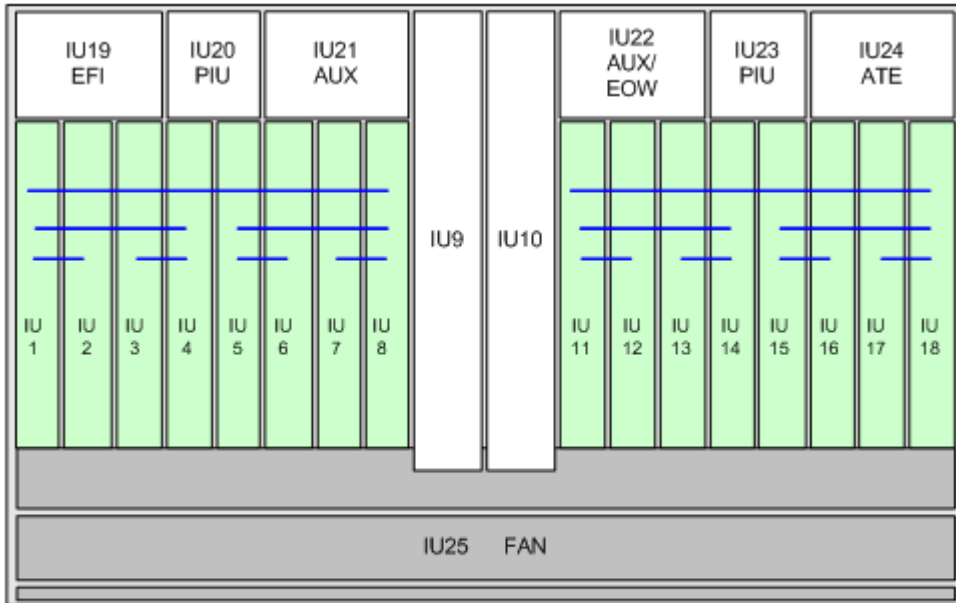 IU19
EFI
IU20
PIU
IU21
AUX
IU22
AUX/
EOW
IU23
PIU
IU24
ATE
IU9
IU10
IU
1
IU
2
IU
3
IU
4
IU
5
IU
6
IU
7
IU
8
IU
11
IU
12
IU
13
IU
14
IU
15
IU
16
IU
17
IU
18
IU25 FAN